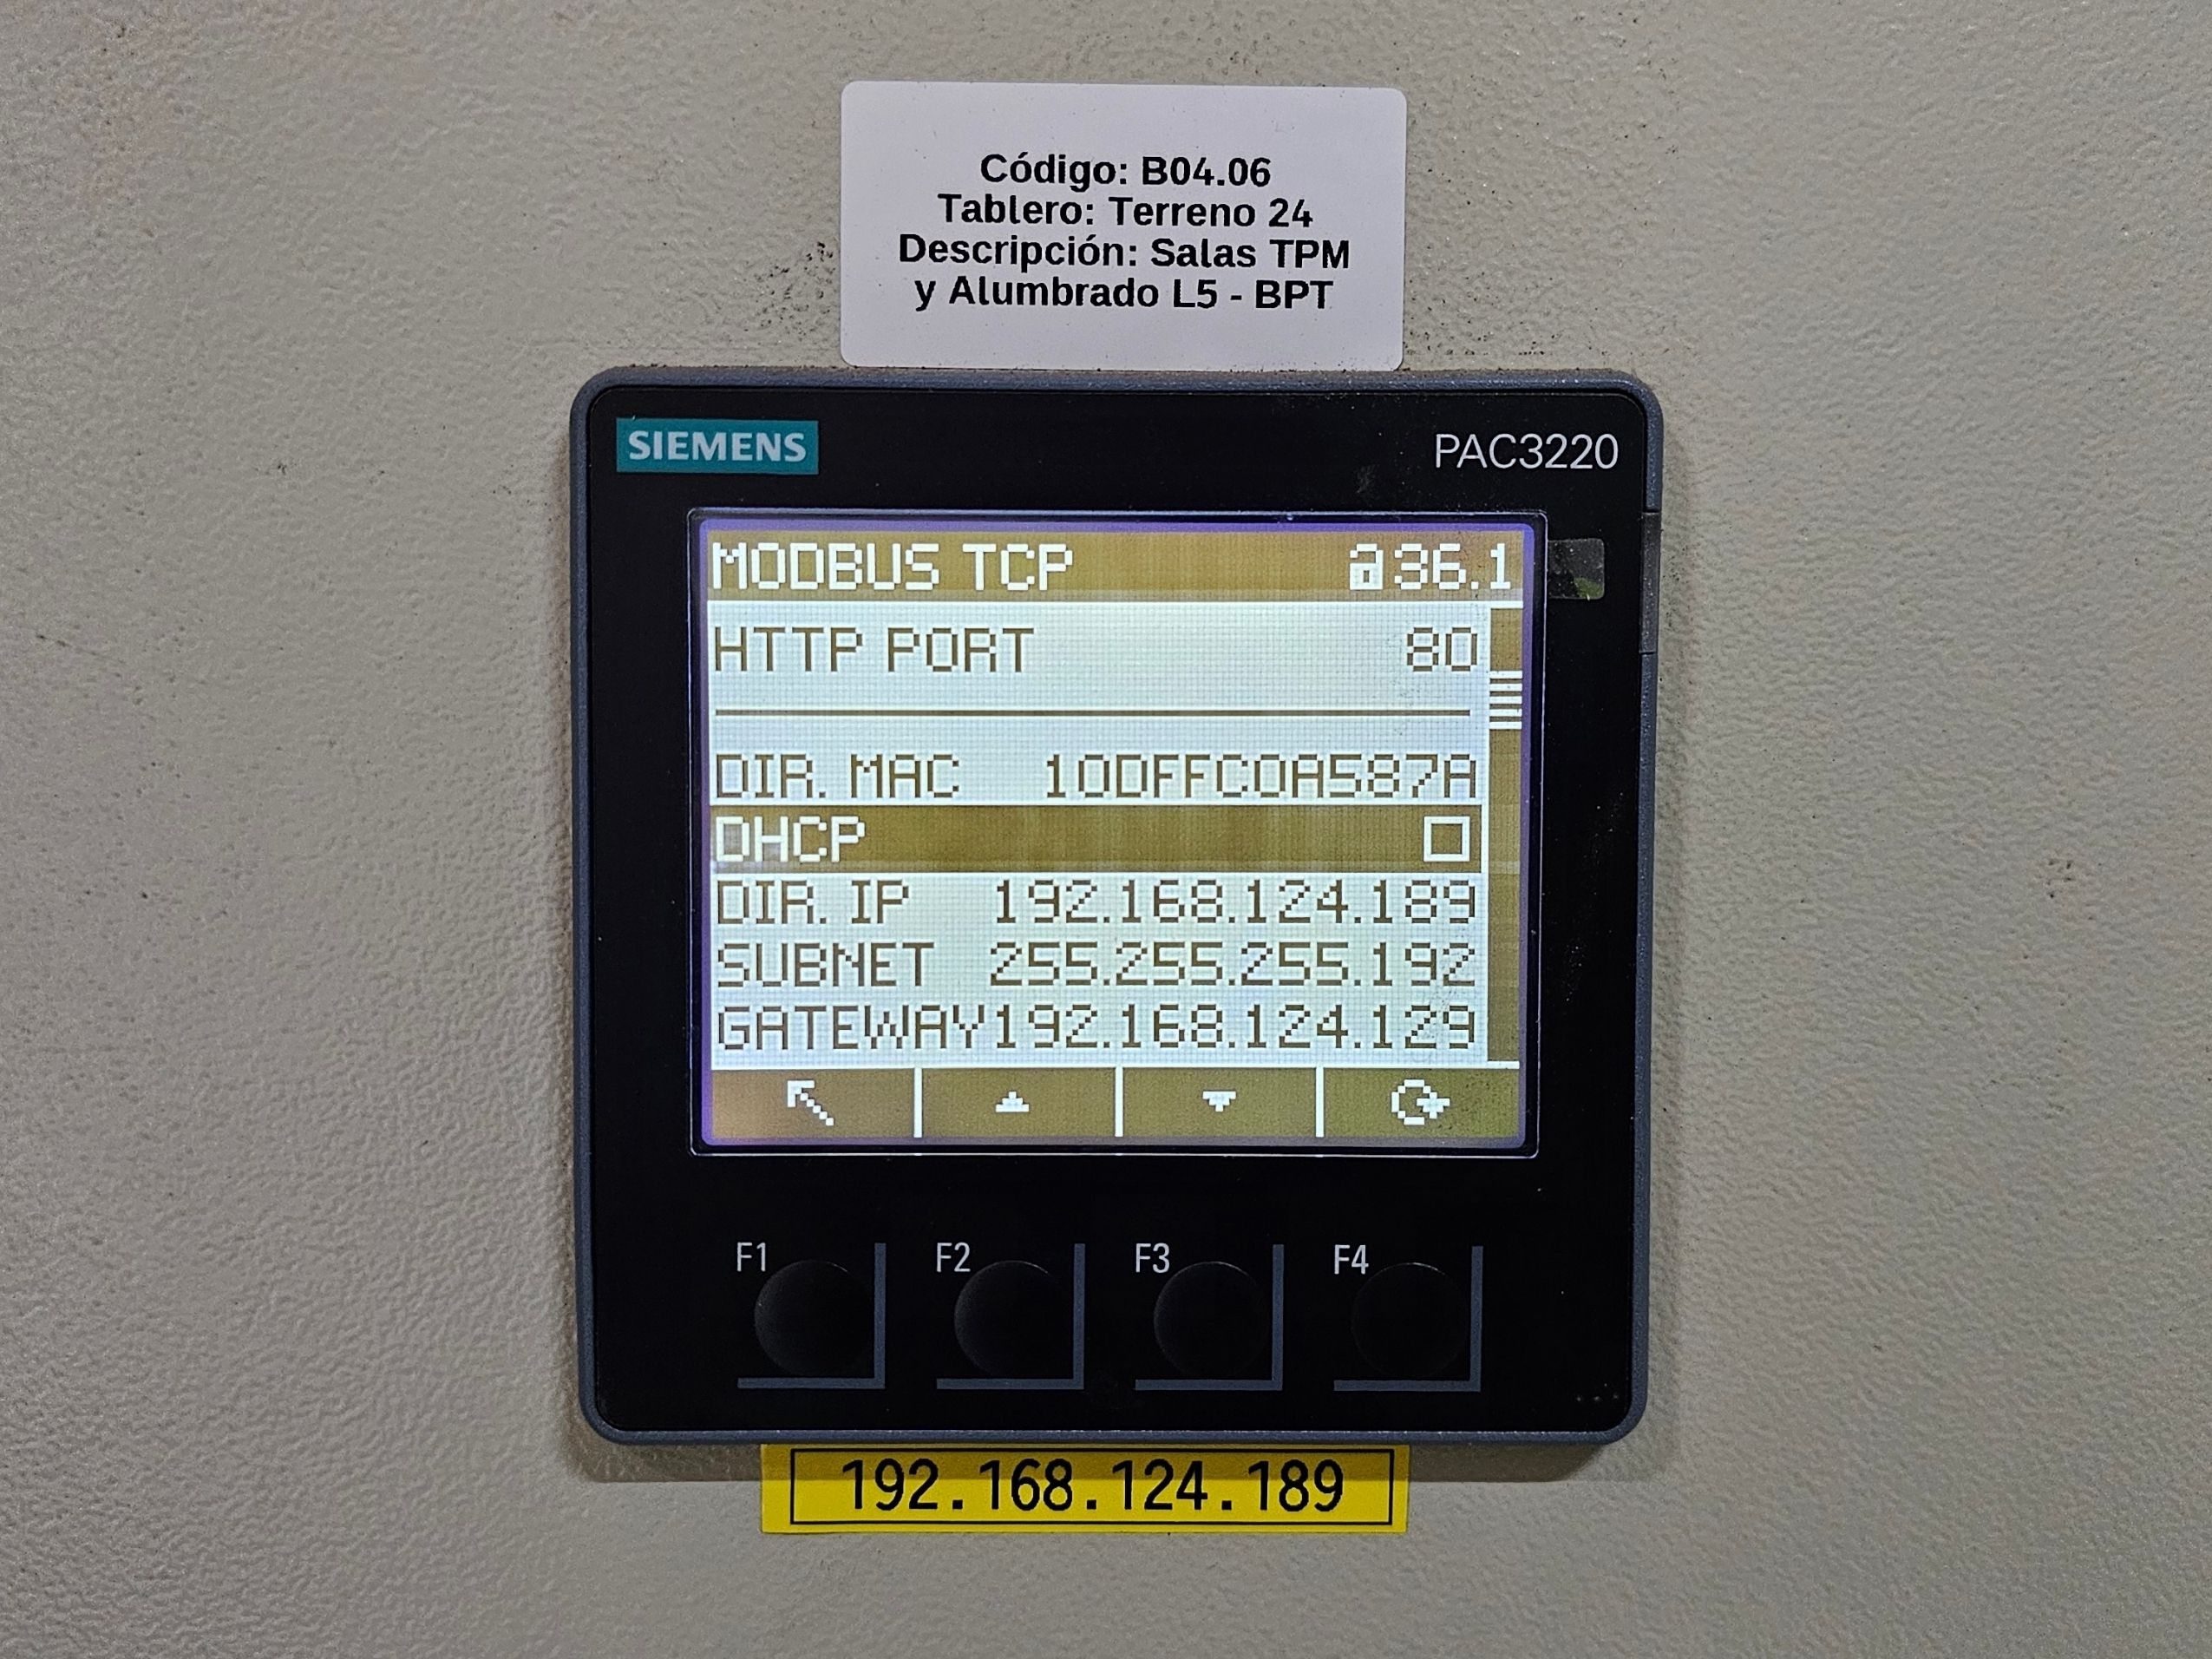 Código: B04.06
Tablero: Terreno 24
Descripción: Salas TPM
y Alumbrado L5 - BPT
SIEMENS
PAC3220
MODBUS TCP 36.1
HTTP PORT 80
DIR. MAC 10DFFC0A587A
DHCP
DIR. IP 192.168.124.189
SUBNET 255.255.255.192
GATEWAY 192.168.124.129
F1 F2 F3 F4
192.168.124.189